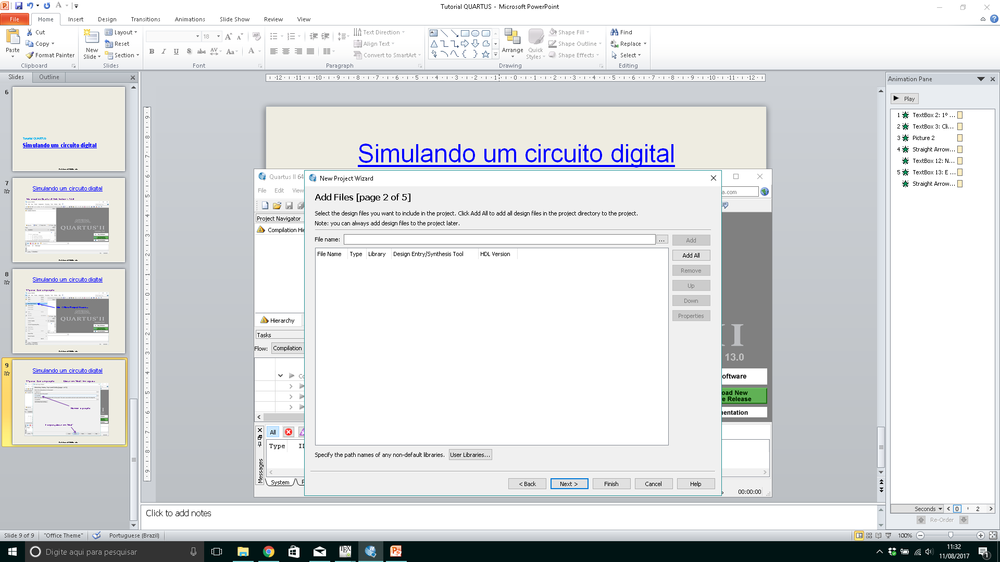 Tutorial QUARTUS - Microsoft PowerPoint
File Home Insert Design Transitions Animations Slide Show Review View
Paste
Cut
Copy
Format Painter
Clipboard
New Slide
Layout
Reset
Section
Slides
18
Font
Text Direction
Align Text
Convert to SmartArt
Paragraph
Arrange
Quick Styles
Shape Fill
Shape Outline
Shape Effects
Drawing
Find
Replace
Select
Editing
Slides Outline
6
Tutorial QUARTUS
Simulando um circuito digital
7
Simulando um circuito digital
QUARTUS II
8
Simulando um circuito digital
QUARTUS II
9
Simulando um circuito digital
Simulando um circuito digital
Quartus II 64
File Edit View
Project Navigator
Compilation Hie
Hierarchy
Tasks
Flow: Compilation
Co
All
Type
Messages
System
New Project Wizard
Add Files [page 2 of 5]
Select the design files you want to include in the project. Click Add All to add all design files in the project directory to the project.
Note: you can always add design files to the project later.
File name: ...
File Name Type Library Design Entry/Synthesis Tool HDL Version
Add
Add All
Remove
Up
Down
Properties
Specify the path names of any non-default libraries. User Libraries...
< Back Next > Finish Cancel Help
a.com
I I
13.0
oftware
oad New
e Release
entation
00:00:00
Click to add notes
Animation Pane
Play
1 TextBox 2: 1º ...
2 TextBox 3: Cli...
3 Picture 2
4 Straight Arrow...
TextBox 12: N...
5 TextBox 13: E ...
Straight Arrow...
Seconds 0 2
Re-Order
Slide 9 of 9 "Office Theme" Portuguese (Brazil) 100%
Digite aqui para pesquisar
11:32
11/08/2017